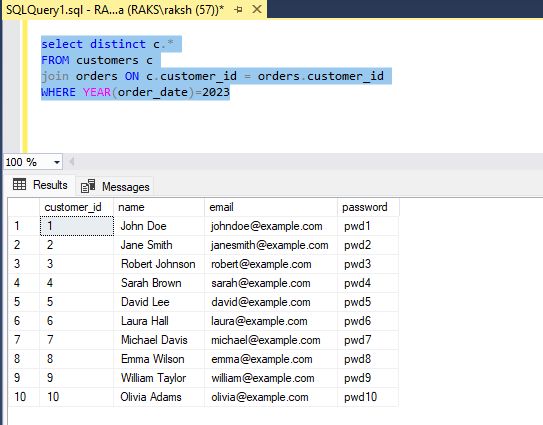 SQLQuery1.sql - RA...a (RAKS\raksh (57))*
select distinct c.*
FROM customers c
join orders ON c.customer_id = orders.customer_id
WHERE YEAR(order_date)=2023
100 %
Results Messages
customer_id name email password
1 1 John Doe johndoe@example.com pwd1
2 2 Jane Smith janesmith@example.com pwd2
3 3 Robert Johnson robert@example.com pwd3
4 4 Sarah Brown sarah@example.com pwd4
5 5 David Lee david@example.com pwd5
6 6 Laura Hall laura@example.com pwd6
7 7 Michael Davis michael@example.com pwd7
8 8 Emma Wilson emma@example.com pwd8
9 9 William Taylor william@example.com pwd9
10 10 Olivia Adams olivia@example.com pwd10